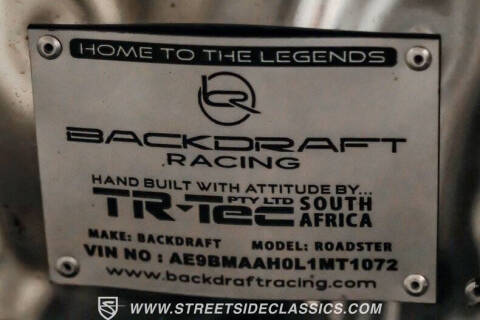 HOME TO THE LEGENDS
BACKDRAFT
RACING
HAND BUILT WITH ATTITUDE BY...
TR-Tec PTY LTD SOUTH AFRICA
MAKE: BACKDRAFT MODEL: ROADSTER
VIN NO : AE9BMAAH0L1MT1072
www.backdraftracing.com
WWW.STREETSIDECLASSICS.COM